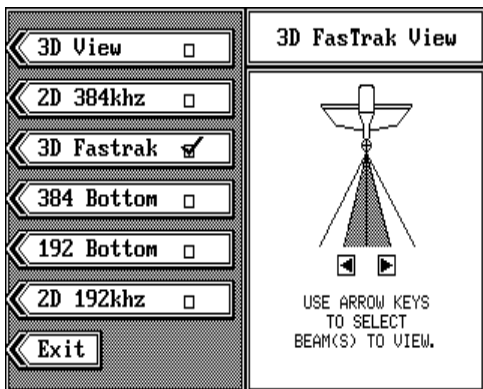 3D View
2D 384khz
3D Fastrak
384 Bottom
192 Bottom
2D 192khz
Exit
3D FasTrak View
USE ARROW KEYS
TO SELECT
BEAM(S) TO VIEW.